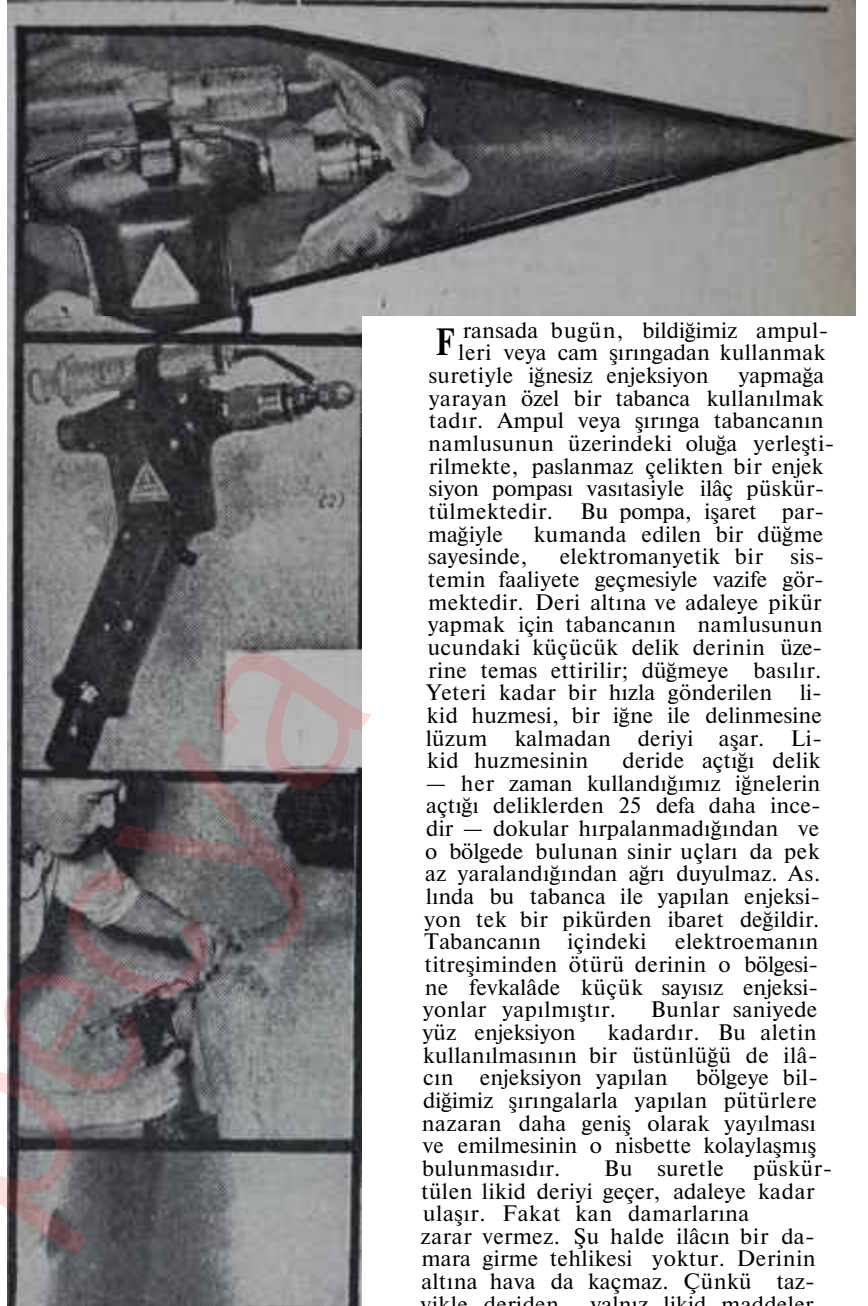 (2)
Fransada bugün, bildiğimiz ampul-
leri veya cam şırıngadan kullanmak
suretiyle iğnesiz enjeksiyon yapmağa
yarayan özel bir tabanca kullanılmak
tadır. Ampul veya şırınga tabancanın
namlusunun üzerindeki oluğa yerleşti-
rilmekte, paslanmaz çelikten bir enjek
siyon pompası vasıtasiyle ilâç püskür-
tülmektedir. Bu pompa, işaret par-
mağiyle kumanda edilen bir düğme
sayesinde, elektromanyetik bir sis-
temin faaliyete geçmesiyle vazife gör-
mektedir. Deri altına ve adaleye pikür
yapmak için tabancanın namlusunun
ucundaki küçücük delik derinin üze-
rine temas ettirilir; düğmeye basılır.
Yeteri kadar bir hızla gönderilen li-
kid huzmesi, bir iğne ile delinmesine
lüzum kalmadan deriyi aşar. Li-
kid huzmesinin deride açtığı delik
— her zaman kullandığımız iğnelerin
açtığı deliklerden 25 defa daha ince-
dir — dokular hırpalanmadığından ve
o bölgede bulunan sinir uçları da pek
az yaralandığından ağrı duyulmaz. As.
lında bu tabanca ile yapılan enjeksi-
yon tek bir pikürden ibaret değildir.
Tabancanın içindeki elektroemanın
titreşiminden ötürü derinin o bölgesi-
ne fevkalâde küçük sayısız enjeksi-
yonlar yapılmıştır. Bunlar saniyede
yüz enjeksiyon kadardır. Bu aletin
kullanılmasının bir üstünlüğü de ilâ-
cın enjeksiyon yapılan bölgeye bil-
diğimiz şırıngalarla yapılan pütürlere
nazaran daha geniş olarak yayılması
ve emilmesinin o nisbette kolaylaşmış
bulunmasıdır. Bu suretle püskür-
tülen likid deriyi geçer, adaleye kadar
ulaşır. Fakat kan damarlarına
zarar vermez. Şu halde ilâcın bir da-
mara girme tehlikesi yoktur. Derinin
altına hava da kaçmaz. Çünkü taz-
yikle deriden yalnız likid maddeler
pecya